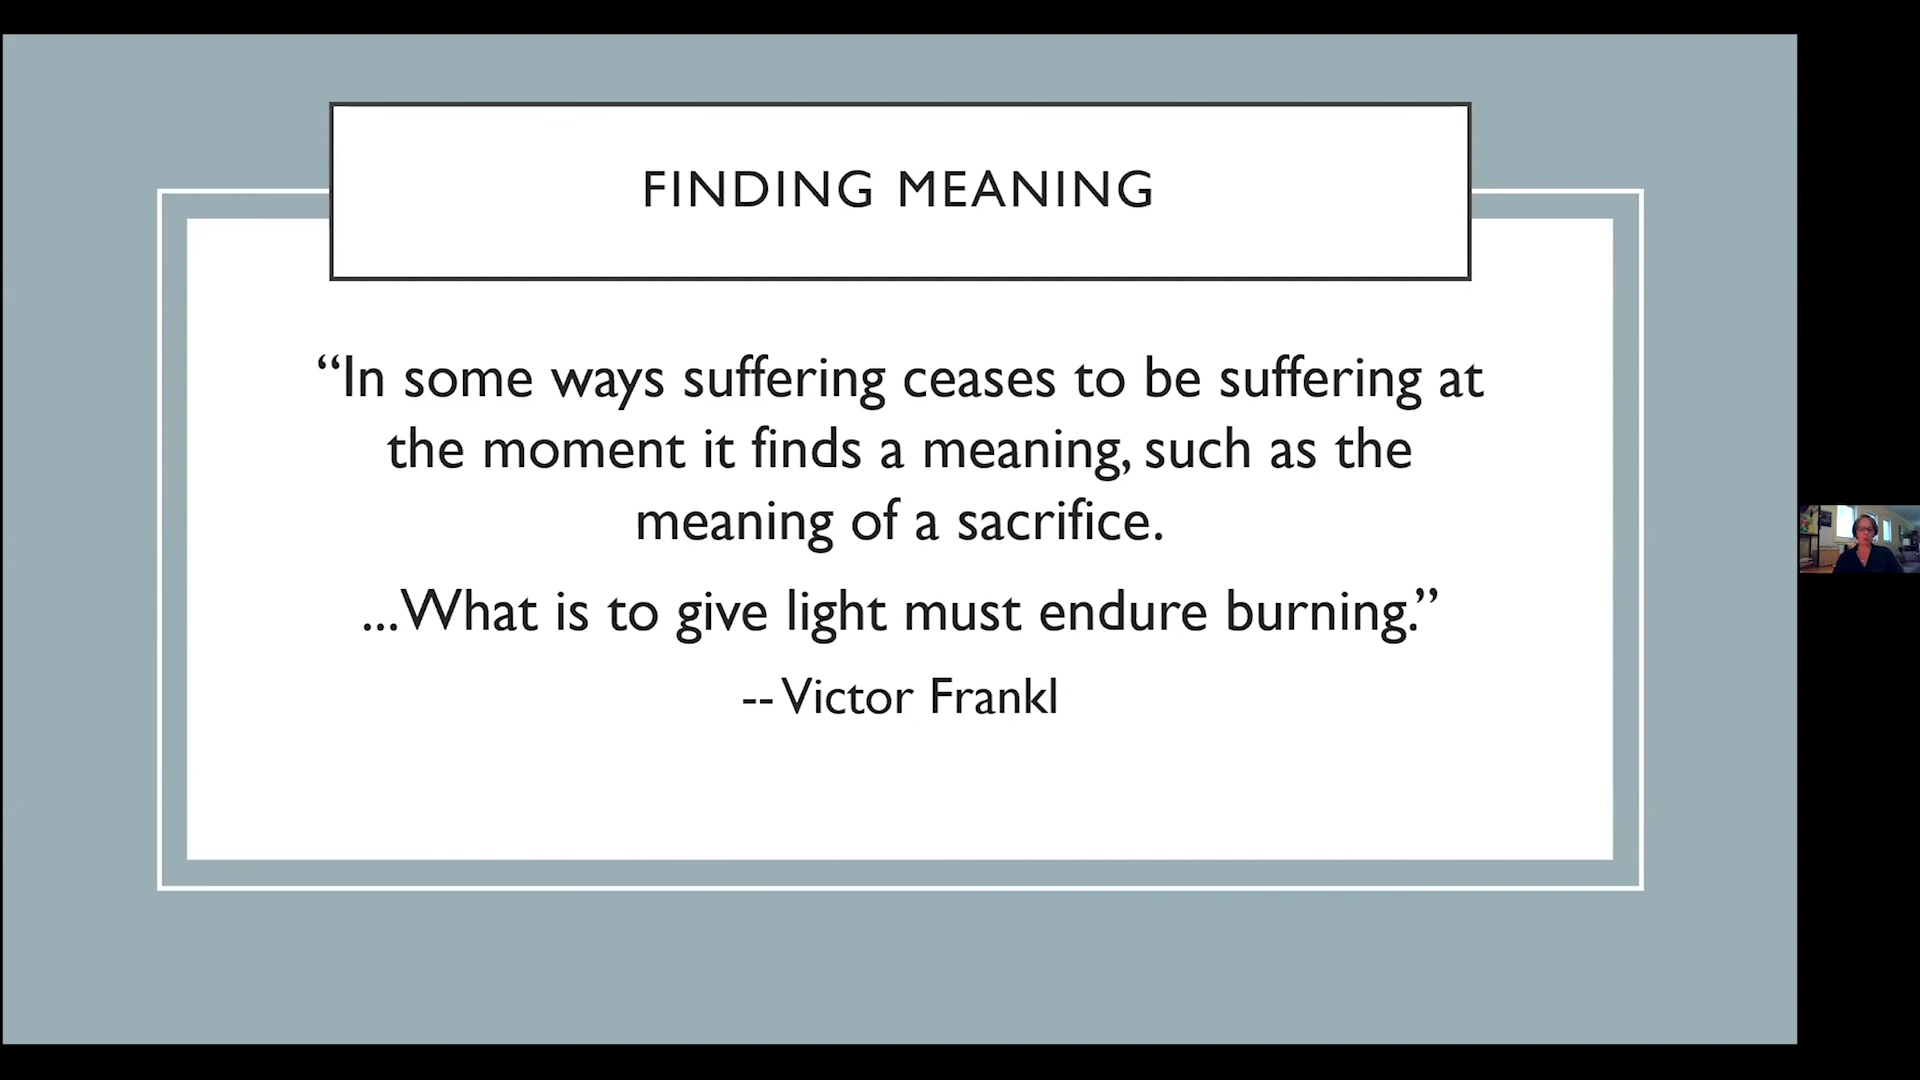 FINDING MEANING
“In some ways suffering ceases to be suffering at
the moment it finds a meaning, such as the
meaning of a sacrifice.
...What is to give light must endure burning.”
-- Victor Frankl